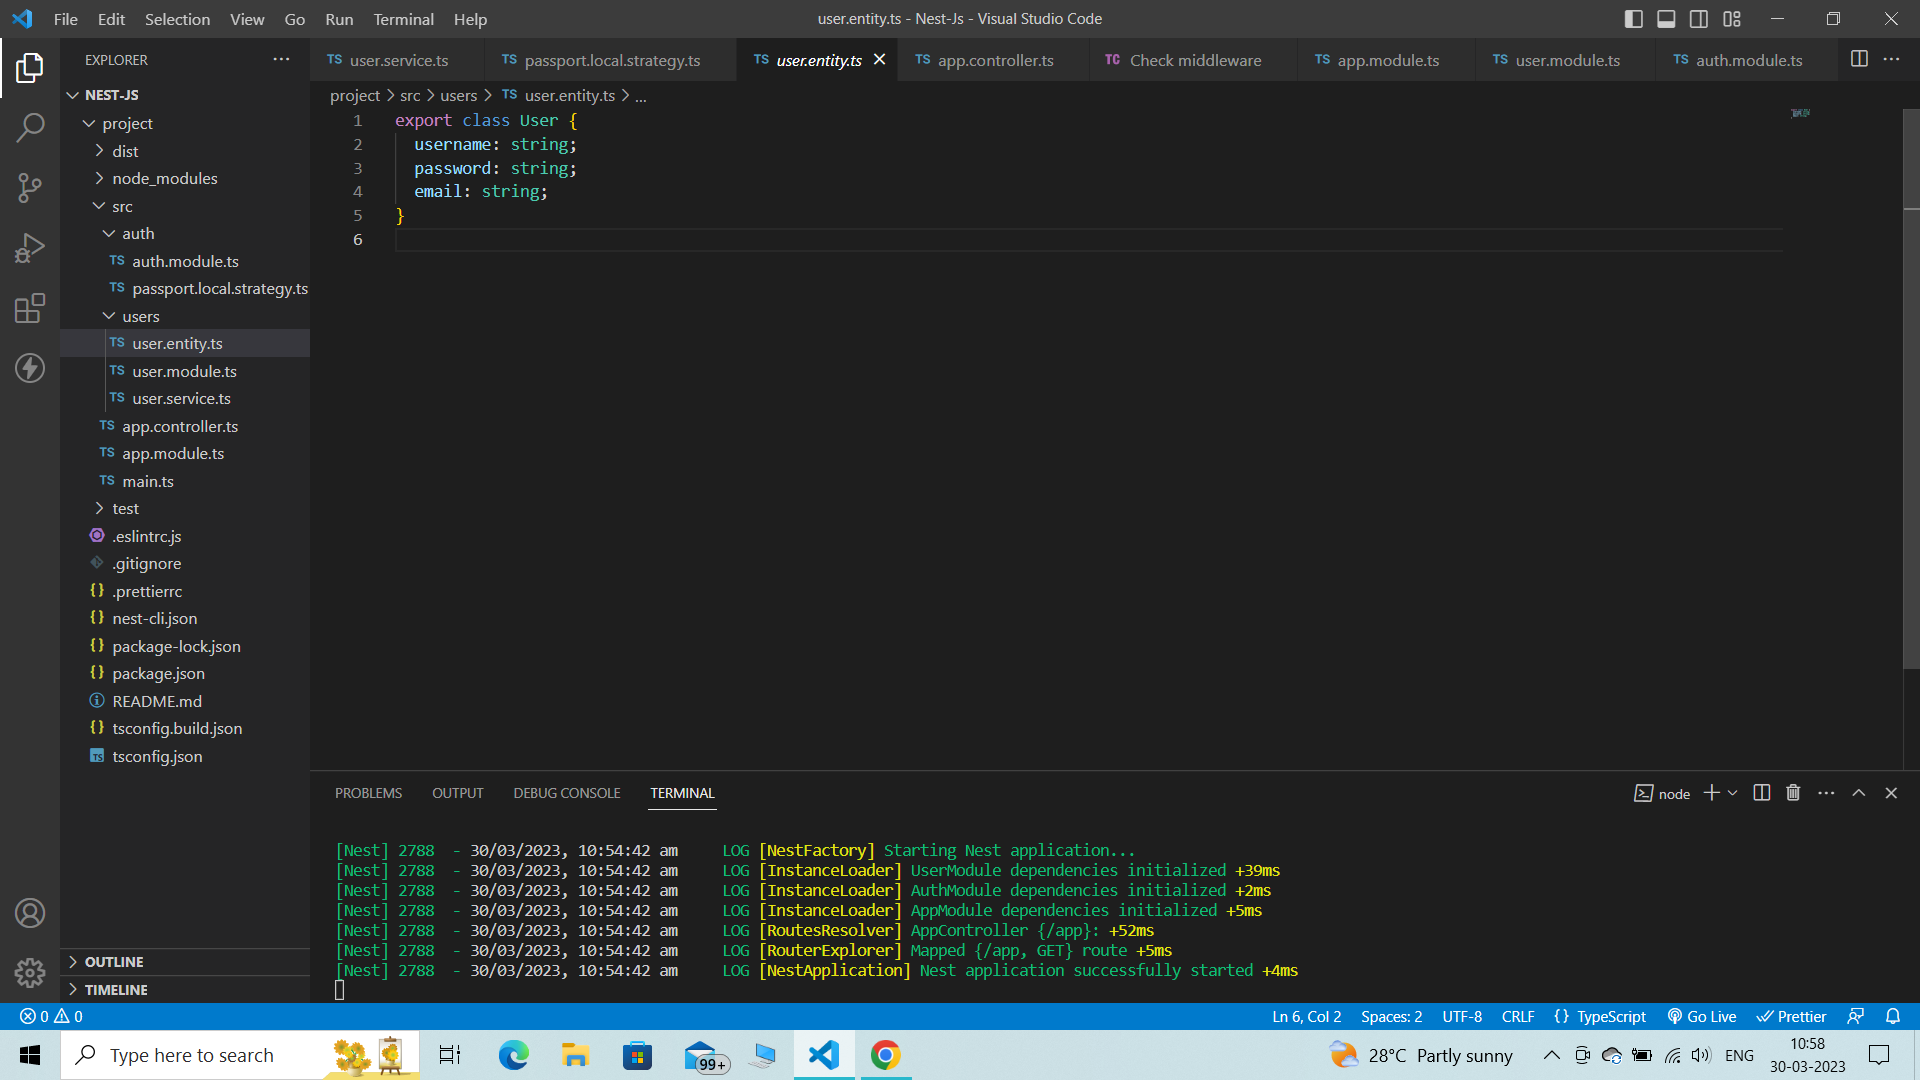 File Edit Selection View Go Run Terminal Help
user.entity.ts - Nest-Js - Visual Studio Code
EXPLORER
TS user.service.ts
TS passport.local.strategy.ts
TS user.entity.ts
TS app.controller.ts
TC Check middleware
TS app.module.ts
TS user.module.ts
TS auth.module.ts
NEST-JS
project
dist
node_modules
src
auth
TS auth.module.ts
TS passport.local.strategy.ts
users
TS user.entity.ts
TS user.module.ts
TS user.service.ts
TS app.controller.ts
TS app.module.ts
TS main.ts
test
.eslintrc.js
.gitignore
{} .prettierrc
{} nest-cli.json
{} package-lock.json
{} package.json
README.md
{} tsconfig.build.json
TS tsconfig.json
OUTLINE
TIMELINE
project > src > users > TS user.entity.ts > ...
1 export class User {
2 username: string;
3 password: string;
4 email: string;
5 }
6
PROBLEMS OUTPUT DEBUG CONSOLE TERMINAL
node
[Nest] 2788 - 30/03/2023, 10:54:42 am LOG [NestFactory] Starting Nest application...
[Nest] 2788 - 30/03/2023, 10:54:42 am LOG [InstanceLoader] UserModule dependencies initialized +39ms
[Nest] 2788 - 30/03/2023, 10:54:42 am LOG [InstanceLoader] AuthModule dependencies initialized +2ms
[Nest] 2788 - 30/03/2023, 10:54:42 am LOG [InstanceLoader] AppModule dependencies initialized +5ms
[Nest] 2788 - 30/03/2023, 10:54:42 am LOG [RoutesResolver] AppController {/app}: +52ms
[Nest] 2788 - 30/03/2023, 10:54:42 am LOG [RouterExplorer] Mapped {/app, GET} route +5ms
[Nest] 2788 - 30/03/2023, 10:54:42 am LOG [NestApplication] Nest application successfully started +4ms
0 0
Ln 6, Col 2 Spaces: 2 UTF-8 CRLF {} TypeScript Go Live Prettier
Type here to search
99+
28°C Partly sunny
ENG
10:58
30-03-2023